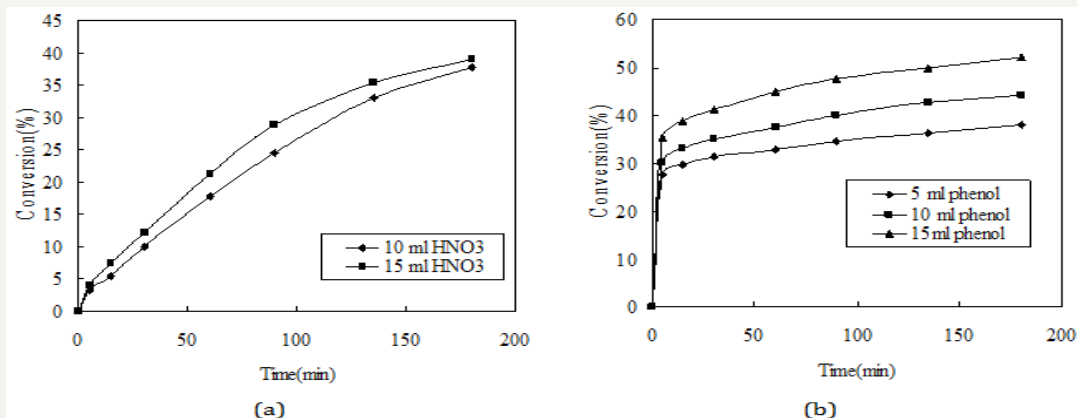 45
40
35
30
25
20
15
10
5
0
Conversion(%)
10 ml HNO3
15 ml HNO3
0 50 100 150 200
Time(min)
(a)
60
50
40
30
20
10
0
Conversion(%)
5 ml phenol
10 ml phenol
15 ml phenol
0 50 100 150 200
Time(min)
(b)